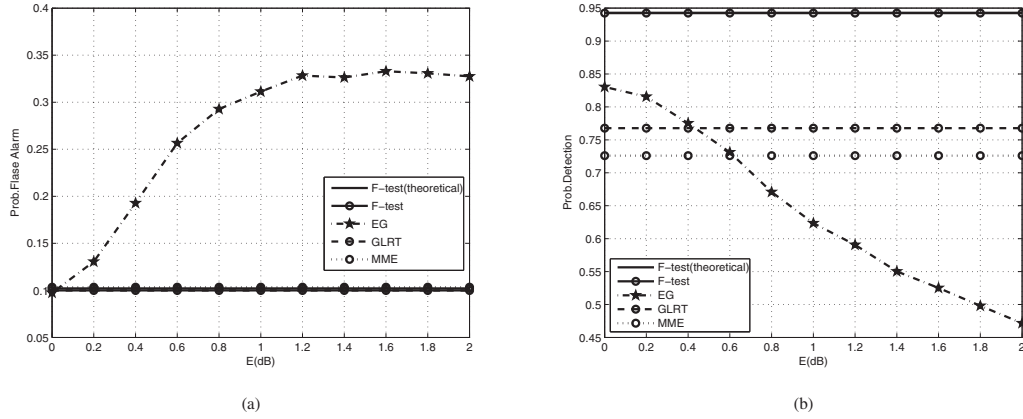 0.4
0.35
0.3
0.25
0.2
0.15
0.1
0.05
Prob.Flase Alarm
0 0.2 0.4 0.6 0.8 1 1.2 1.4 1.6 1.8 2
E(dB)
F−test(theoretical)
F−test
EG
GLRT
MME
(a)
0.95
0.9
0.85
0.8
0.75
0.7
0.65
0.6
0.55
0.5
0.45
Prob.Detection
0 0.2 0.4 0.6 0.8 1 1.2 1.4 1.6 1.8 2
E(dB)
F−test(theoretical)
F−test
EG
GLRT
MME
(b)